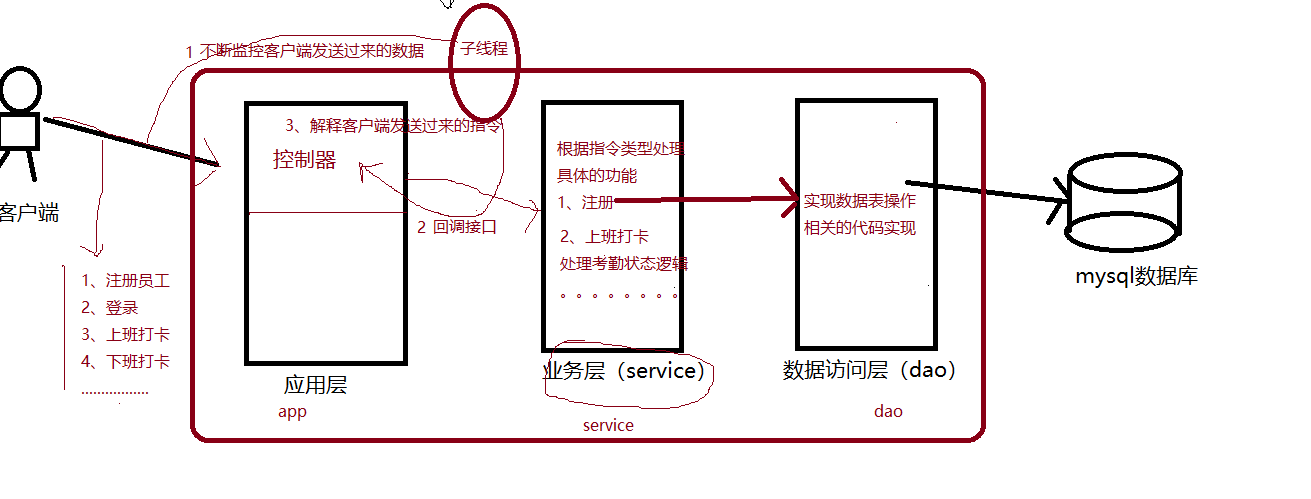 1 不断监控客户端发送过来的数据
子线程
3、解释客户端发送过来的指令
控制器
2 回调接口
客户端
1、注册员工
2、登录
3、上班打卡
4、下班打卡
.................
应用层
app
根据指令类型处理
具体的功能
1、注册
2、上班打卡
处理考勤状态逻辑
。。。。。。。。
业务层（service）
service
实现数据表操作
相关的代码实现
数据访问层（dao）
dao
mysql数据库